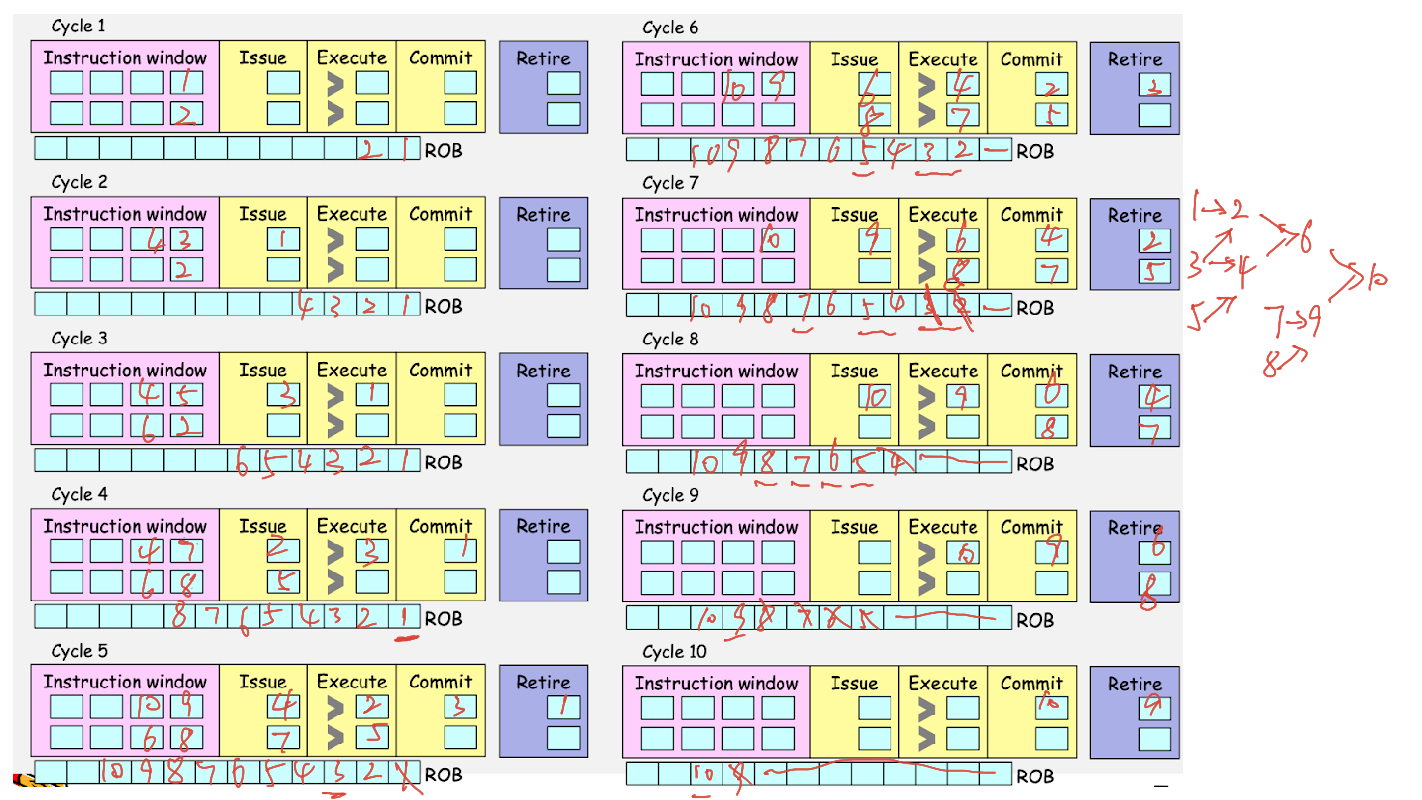 Cycle 1
Instruction window Issue Execute Commit Retire
1
2
2 1 ROB
Cycle 2
Instruction window Issue Execute Commit Retire
4 3 1
2
4 3 2 1 ROB
Cycle 3
Instruction window Issue Execute Commit Retire
4 5 3 1
6 2
6 5 4 3 2 1 ROB
Cycle 4
Instruction window Issue Execute Commit Retire
4 7 2 3 1
6 8 5
8 7 6 5 4 3 2 1 ROB
Cycle 5
Instruction window Issue Execute Commit Retire
10 9 4 2 3 1
6 8 7 5
10 9 8 7 6 5 4 3 2 1 ROB
Cycle 6
Instruction window Issue Execute Commit Retire
10 9 6 4 2 3
8 7 5
10 9 8 7 6 5 4 3 2 ROB
Cycle 7
Instruction window Issue Execute Commit Retire
10 9 6 4 2
8 7 5
10 9 8 7 6 5 4 3 2 ROB
Cycle 8
Instruction window Issue Execute Commit Retire
10 9 6 4
8 7
10 9 8 7 6 5 4 ROB
Cycle 9
Instruction window Issue Execute Commit Retire
10 9 6
8
10 9 8 7 6 5 ROB
Cycle 10
Instruction window Issue Execute Commit Retire
10 9
10 9 ROB
1→2
6
3→4
10
5
7→9
8